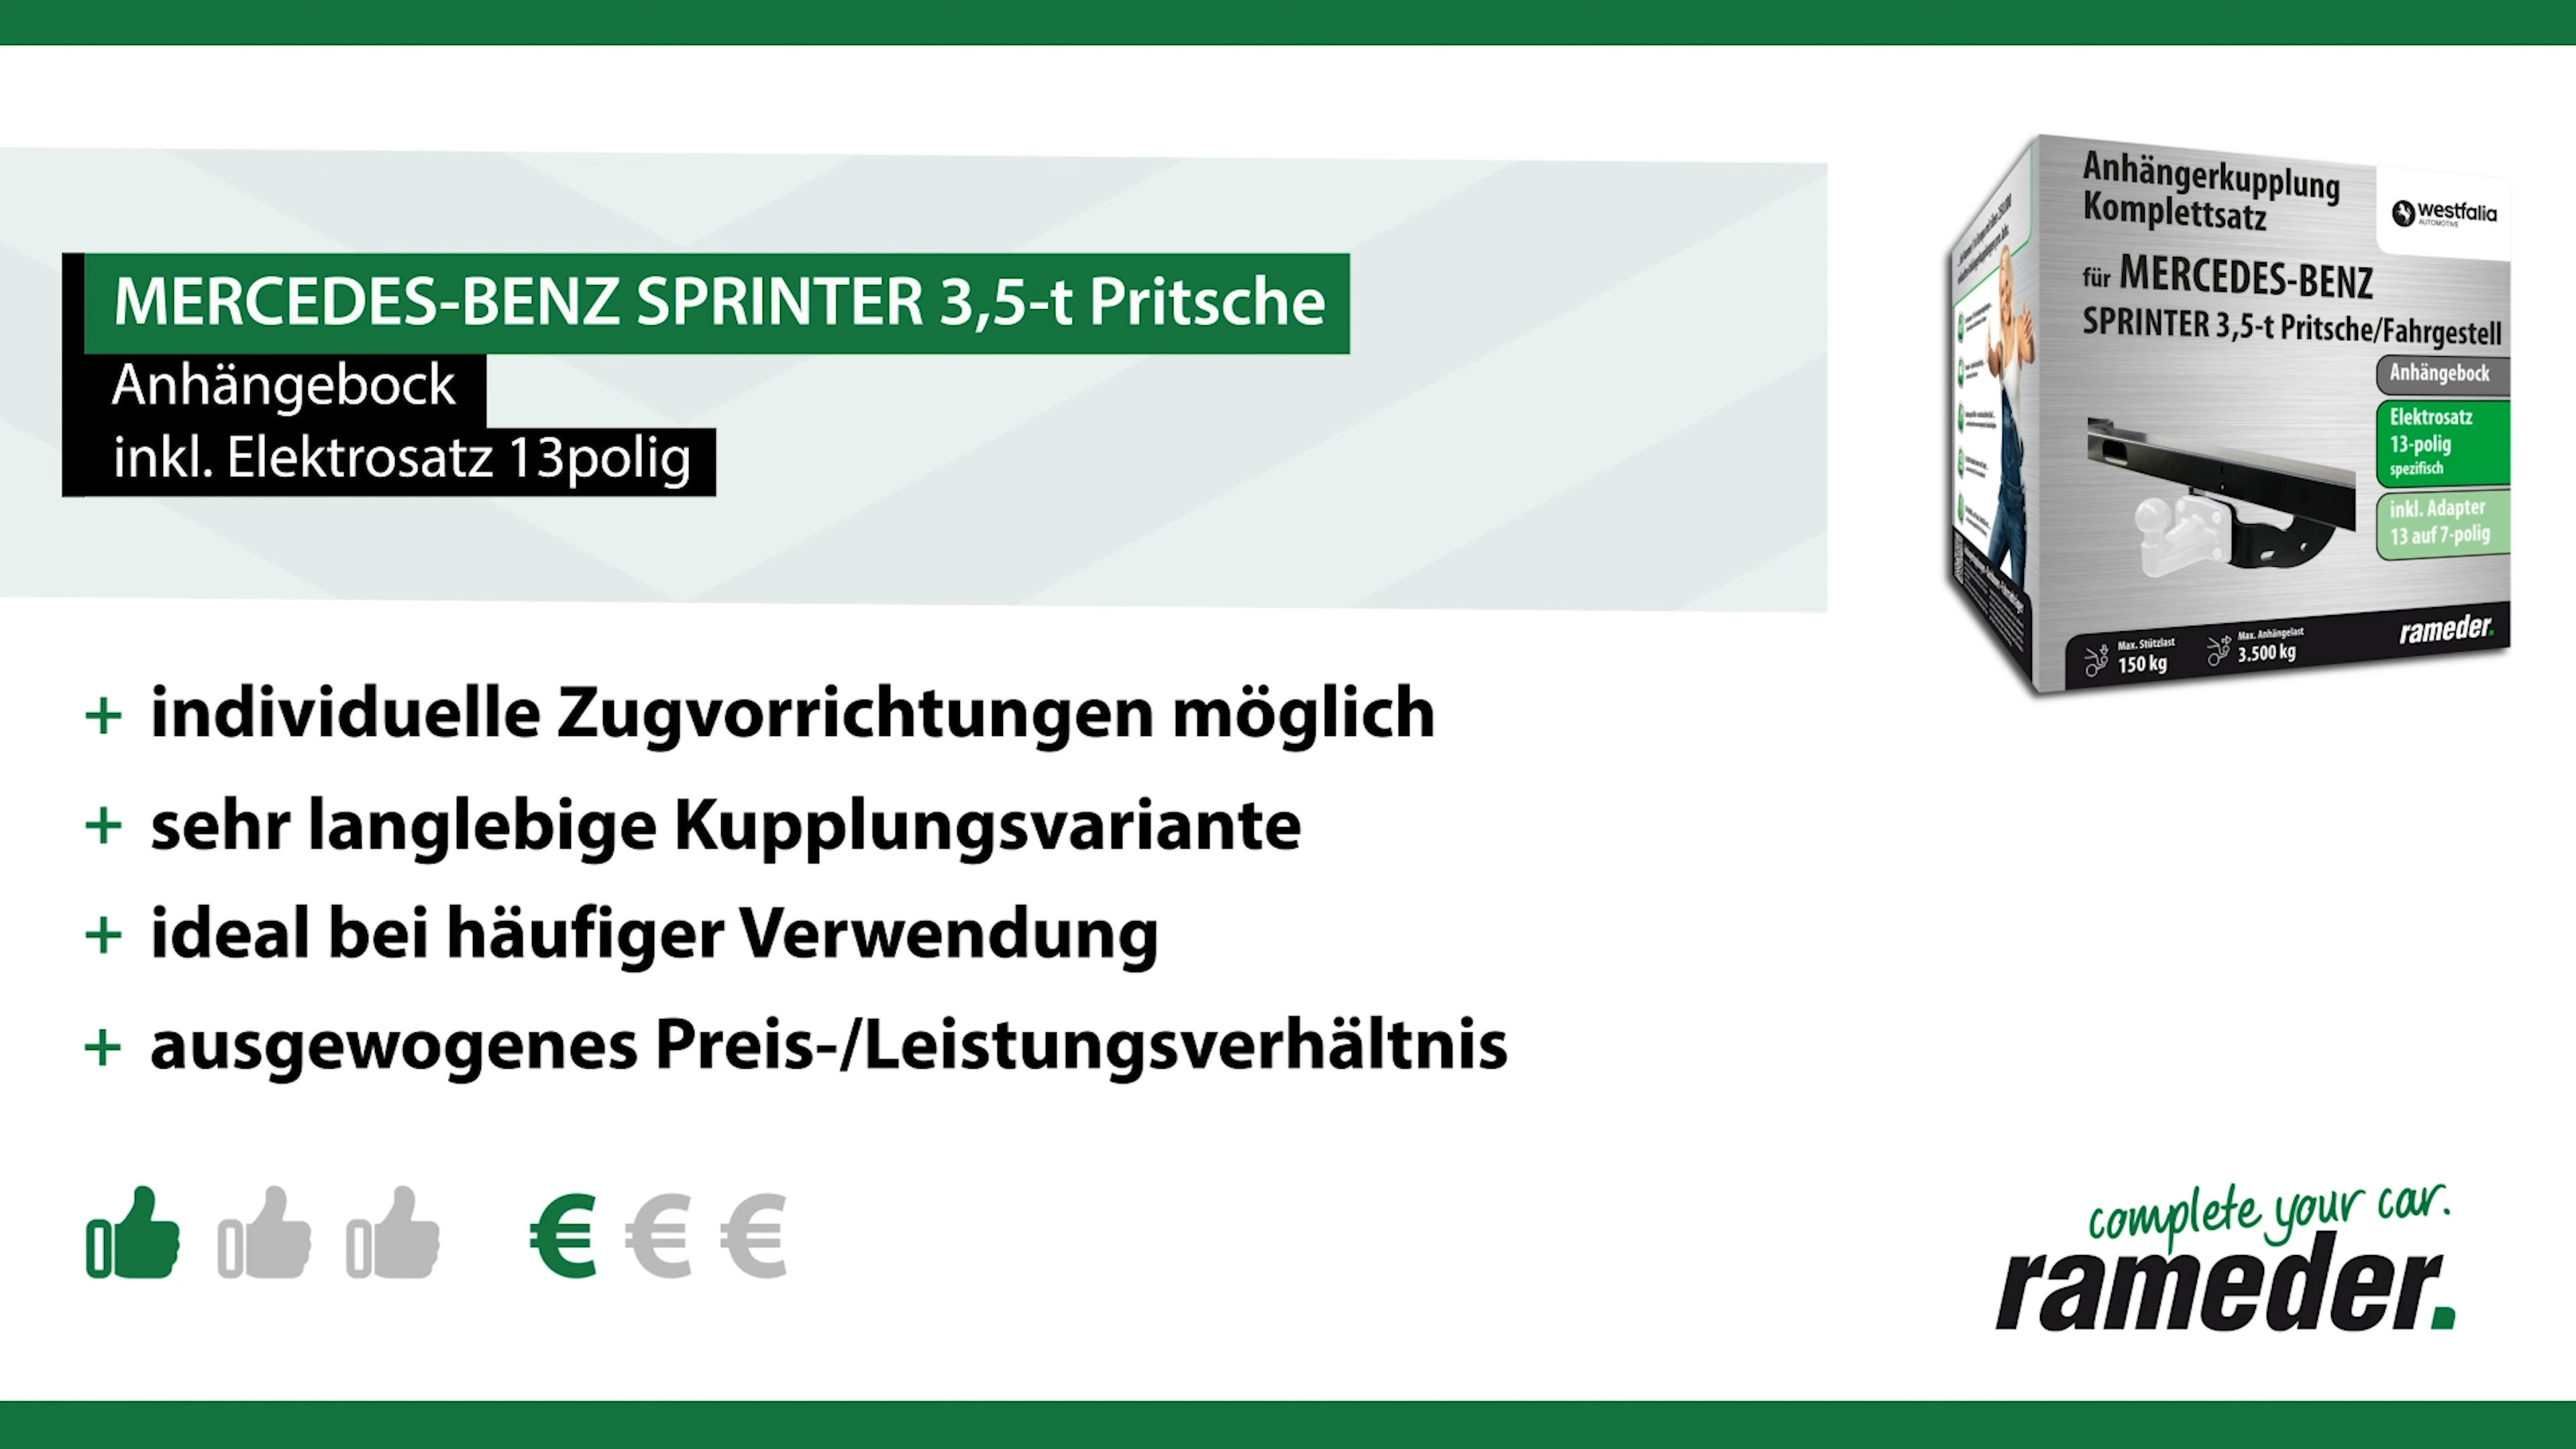 MERCEDES-BENZ SPRINTER 3,5-t Pritsche
Anhängebock
inkl. Elektrosatz 13polig
Anhängerkupplung
Komplettsatz
westfalia
AUTOMOTIVE
für MERCEDES-BENZ
SPRINTER 3,5-t Pritsche/Fahrgestell
Anhängebock
Elektrosatz
13-polig
spezifisch
inkl. Adapter
13 auf 7-polig
Max. Stützlast
150 kg
Max. Anhängelast
3.500 kg
rameder.
+ individuelle Zugvorrichtungen möglich
+ sehr langlebige Kupplungsvariante
+ ideal bei häufiger Verwendung
+ ausgewogenes Preis-/Leistungsverhältnis
€ € €
complete your car.
rameder.